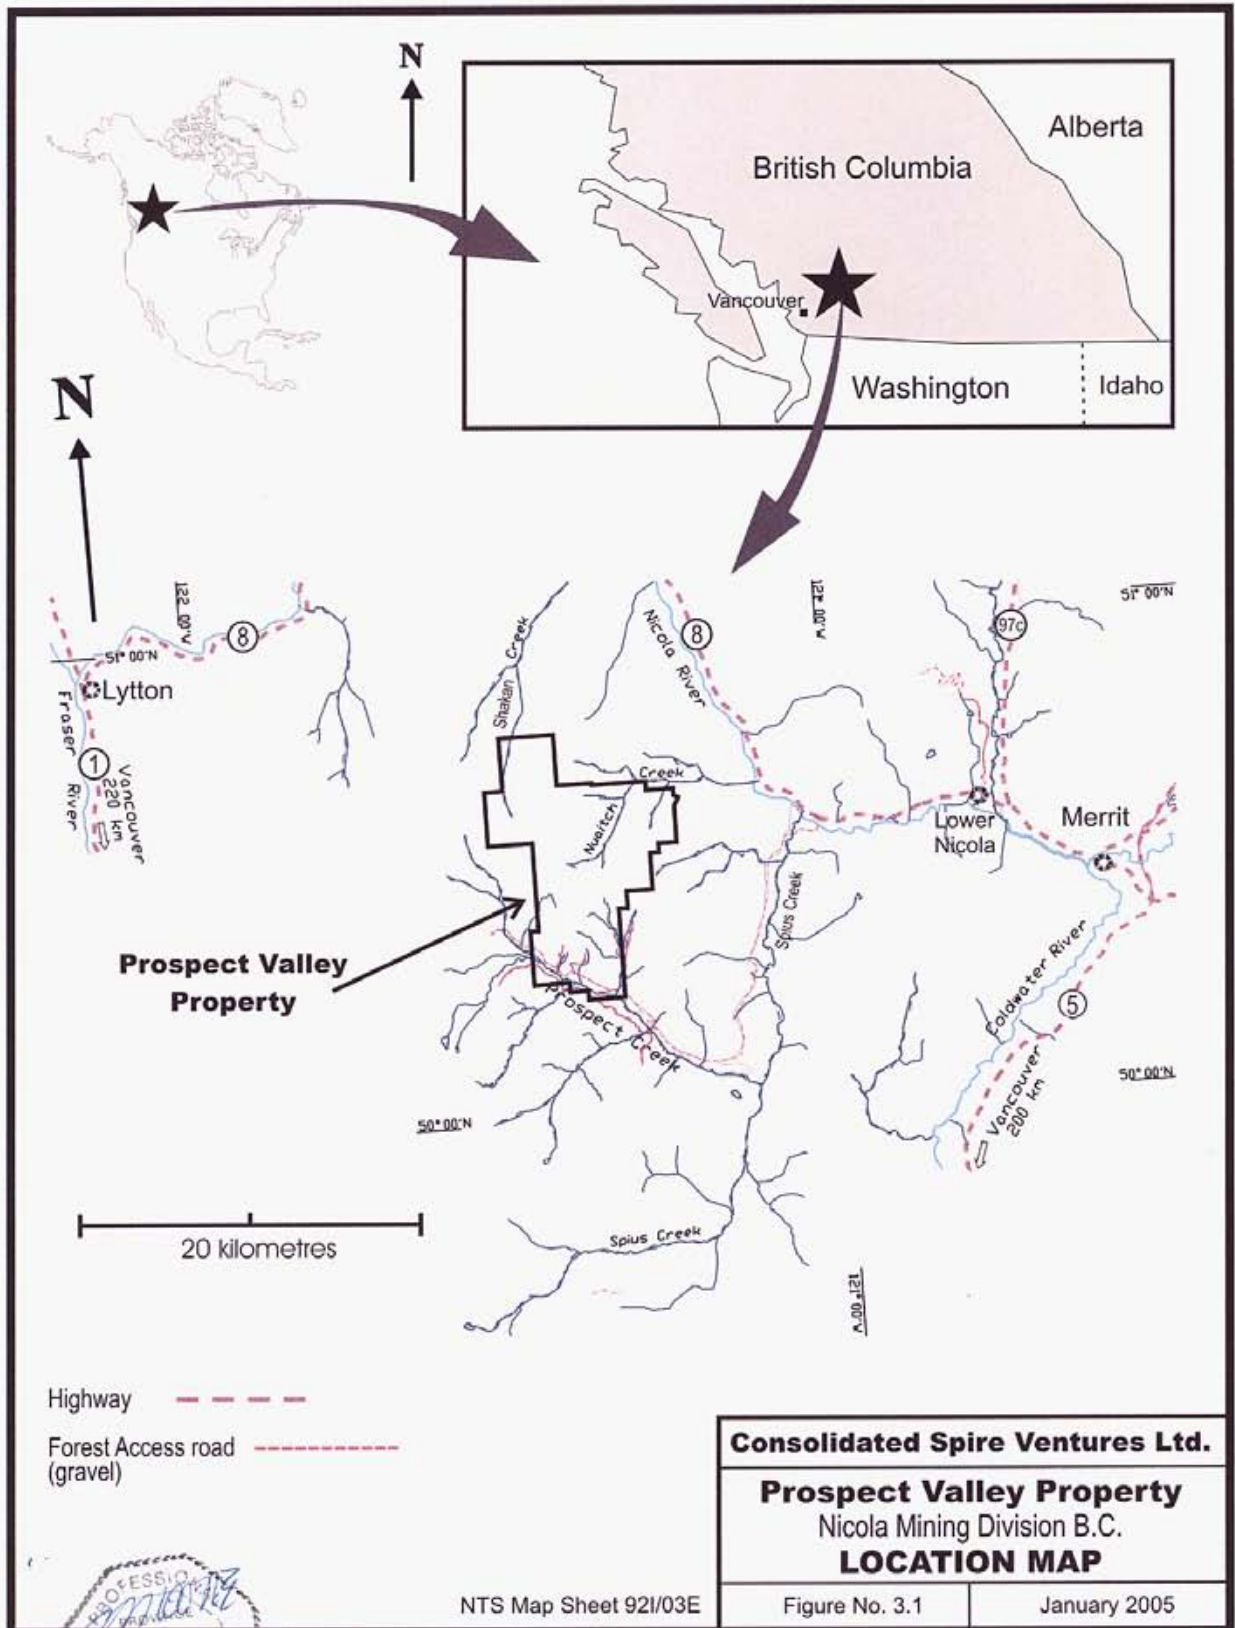 N
British Columbia
Alberta
Vancouver
Washington
Idaho
N
122 00'W
8
51° 00'N
Lytton
Fraser
River
1
Vancouver
220 km
Shakan Creek
Nicola River
8
121° 00'W
97c
51° 00'N
Creek
Nuaitch
Lower
Nicola
Merrit
Spius Creek
Prospect Valley
Property
Prospect Creek
Coldwater River
5
Vancouver
200 km
50° 00'N
50° 00'N
Spius Creek
121° 00'W
20 kilometres
Highway
Forest Access road
(gravel)
Consolidated Spire Ventures Ltd.
Prospect Valley Property
Nicola Mining Division B.C.
LOCATION MAP
NTS Map Sheet 92I/03E
Figure No. 3.1
January 2005
PROFESSIO
PROVINCE